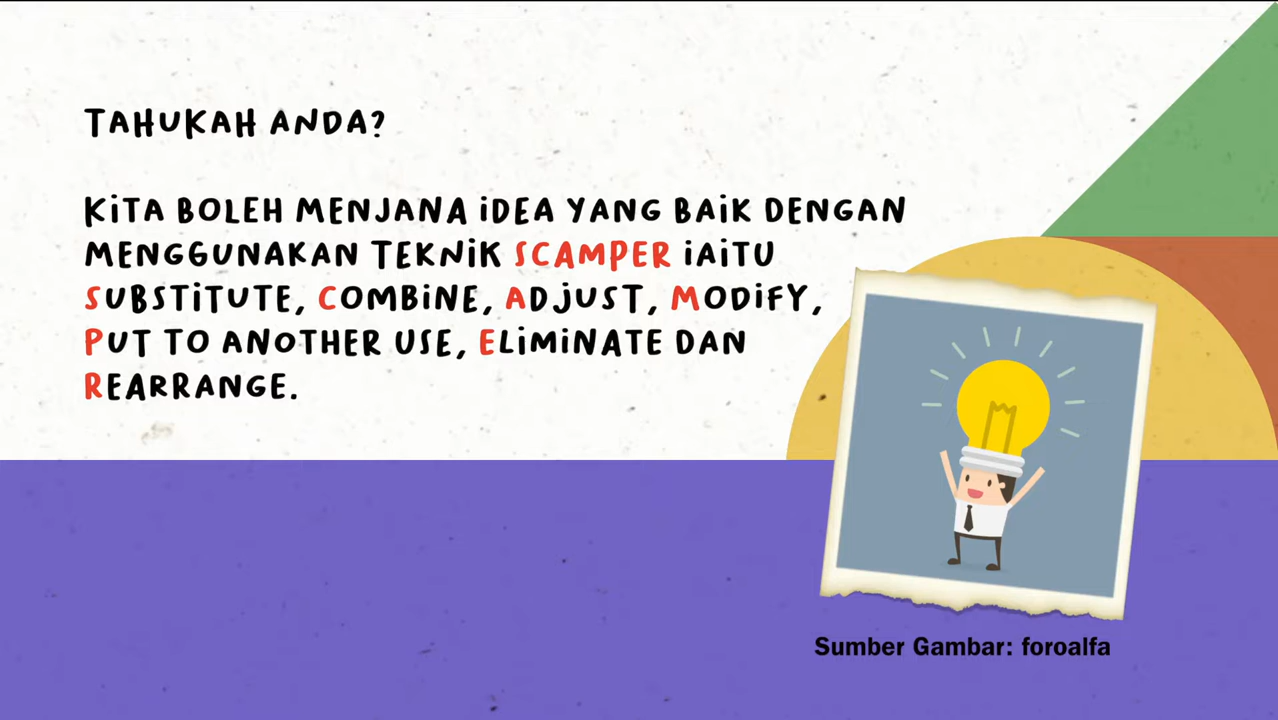 TAHUKAH ANDA?
KITA BOLEH MENJANA IDEA YANG BAIK DENGAN
MENGGUNAKAN TEKNIK SCAMPER IAITU
SUBSTITUTE, COMBINE, ADJUST, MODIFY,
PUT TO ANOTHER USE, ELIMINATE DAN
REARRANGE.
Sumber Gambar: foroalfa